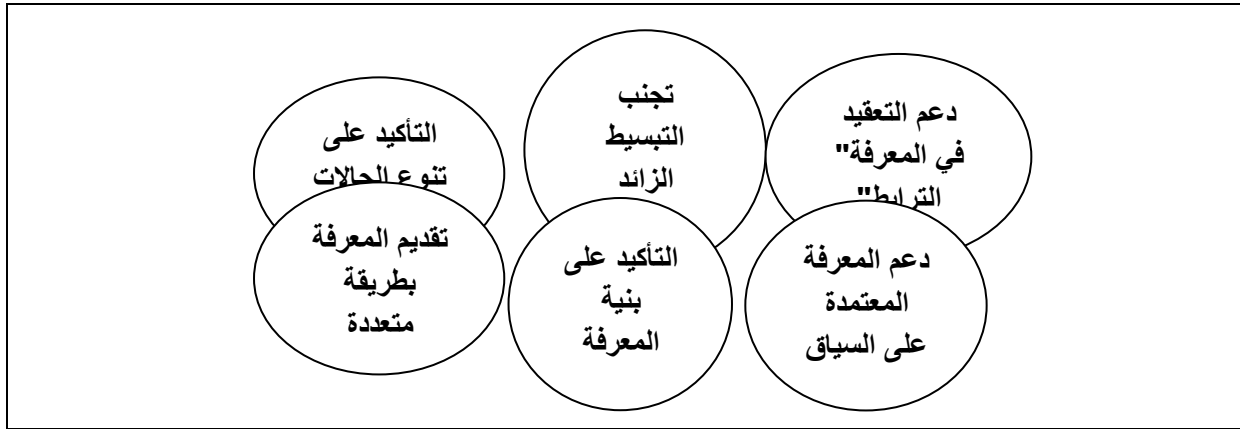 دعم التعقيد
في المعرفة"
الترابط"
تجنب
التبسيط
الزائد
التأكيد على
تنوع الحالات
دعم المعرفة
المعتمدة
على السياق
التأكيد على
بنية
المعرفة
تقديم المعرفة
بطريقة
متعددة